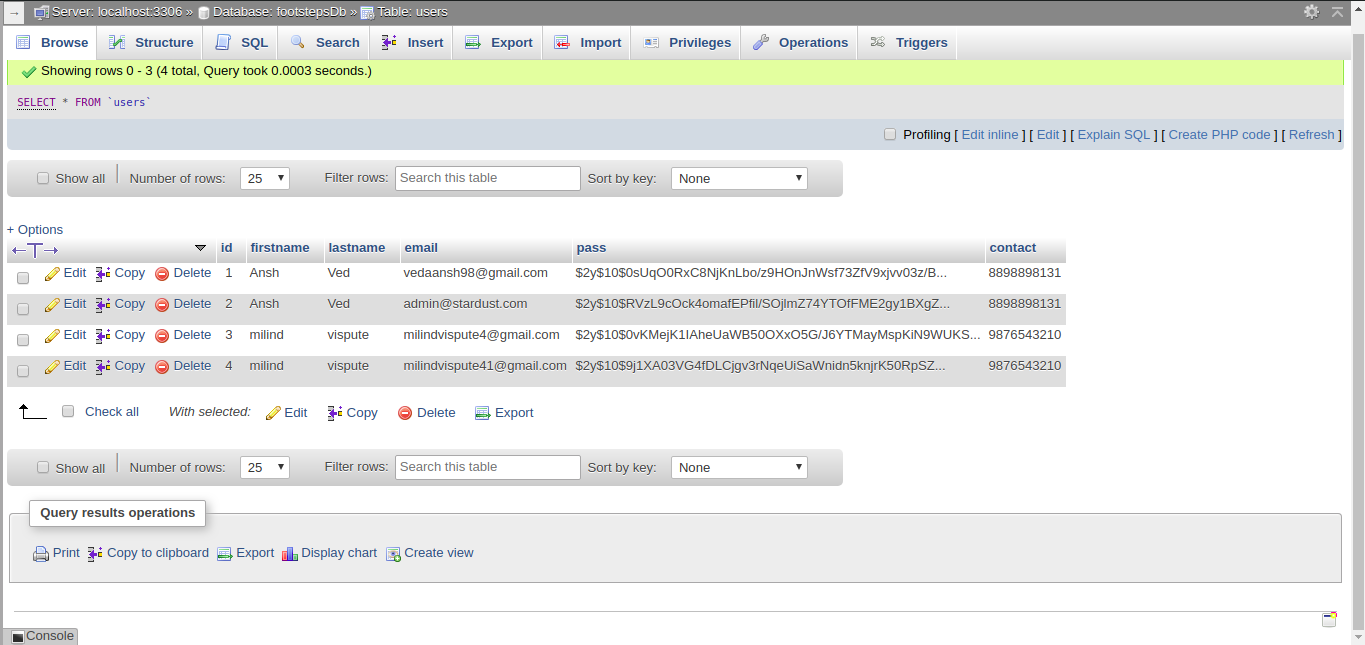 Server: localhost:3306 » Database: footstepsDb » Table: users
Browse Structure SQL Search Insert Export Import Privileges Operations Triggers
Showing rows 0 - 3 (4 total, Query took 0.0003 seconds.)
SELECT * FROM `users`
Profiling [ Edit inline ] [ Edit ] [ Explain SQL ] [ Create PHP code ] [ Refresh ]
Show all Number of rows: 25 Filter rows: Search this table Sort by key: None
+ Options
←T→ id firstname lastname email pass contact
Edit Copy Delete 1 Ansh Ved vedaansh98@gmail.com $2y$10$0sUqO0RxC8NjKnLbo/z9HOnJnWsf73ZfV9xjvv03z/B... 8898898131
Edit Copy Delete 2 Ansh Ved admin@stardust.com $2y$10$RVzL9cOck4omafEPfil/SOjlmZ74YTOfFME2gy1BXgZ... 8898898131
Edit Copy Delete 3 milind vispute milindvispute4@gmail.com $2y$10$0vKMejK1IAheUaWB50OXxO5G/J6YTMayMspKiN9WUKS... 9876543210
Edit Copy Delete 4 milind vispute milindvispute41@gmail.com $2y$10$9j1XA03VG4fDLCjgv3rNqeUiSaWnidn5knjrK50RpSZ... 9876543210
Check all With selected: Edit Copy Delete Export
Show all Number of rows: 25 Filter rows: Search this table Sort by key: None
Query results operations
Print Copy to clipboard Export Display chart Create view
Console